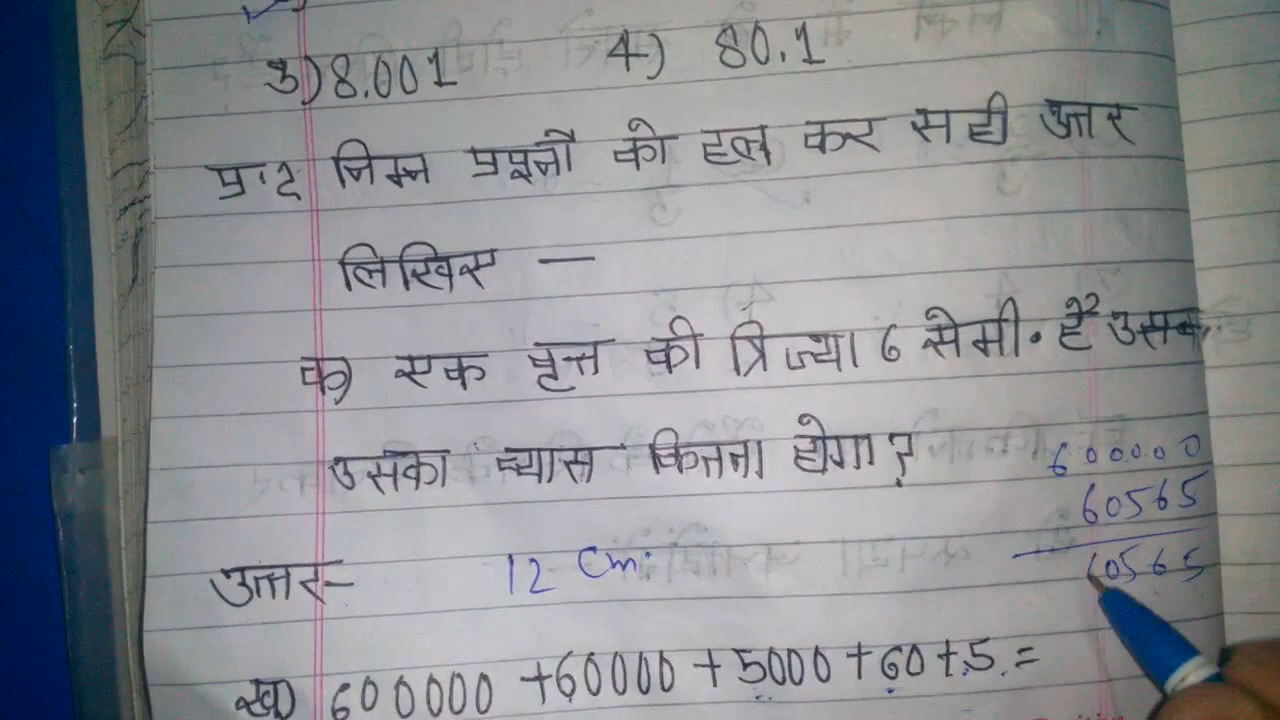 3) 8.001 4) 80.1
प्र.2 निम्न प्रश्नों को हल कर सही उत्तर
लिखिए —
क) एक वृत्त की त्रिज्या 6 सेमी. है उसका
उसका व्यास कितना होगा?
600000
60565
60565
उत्तर- 12 Cm.
ख) 600000 +60000 + 5000 + 60 + 5 =